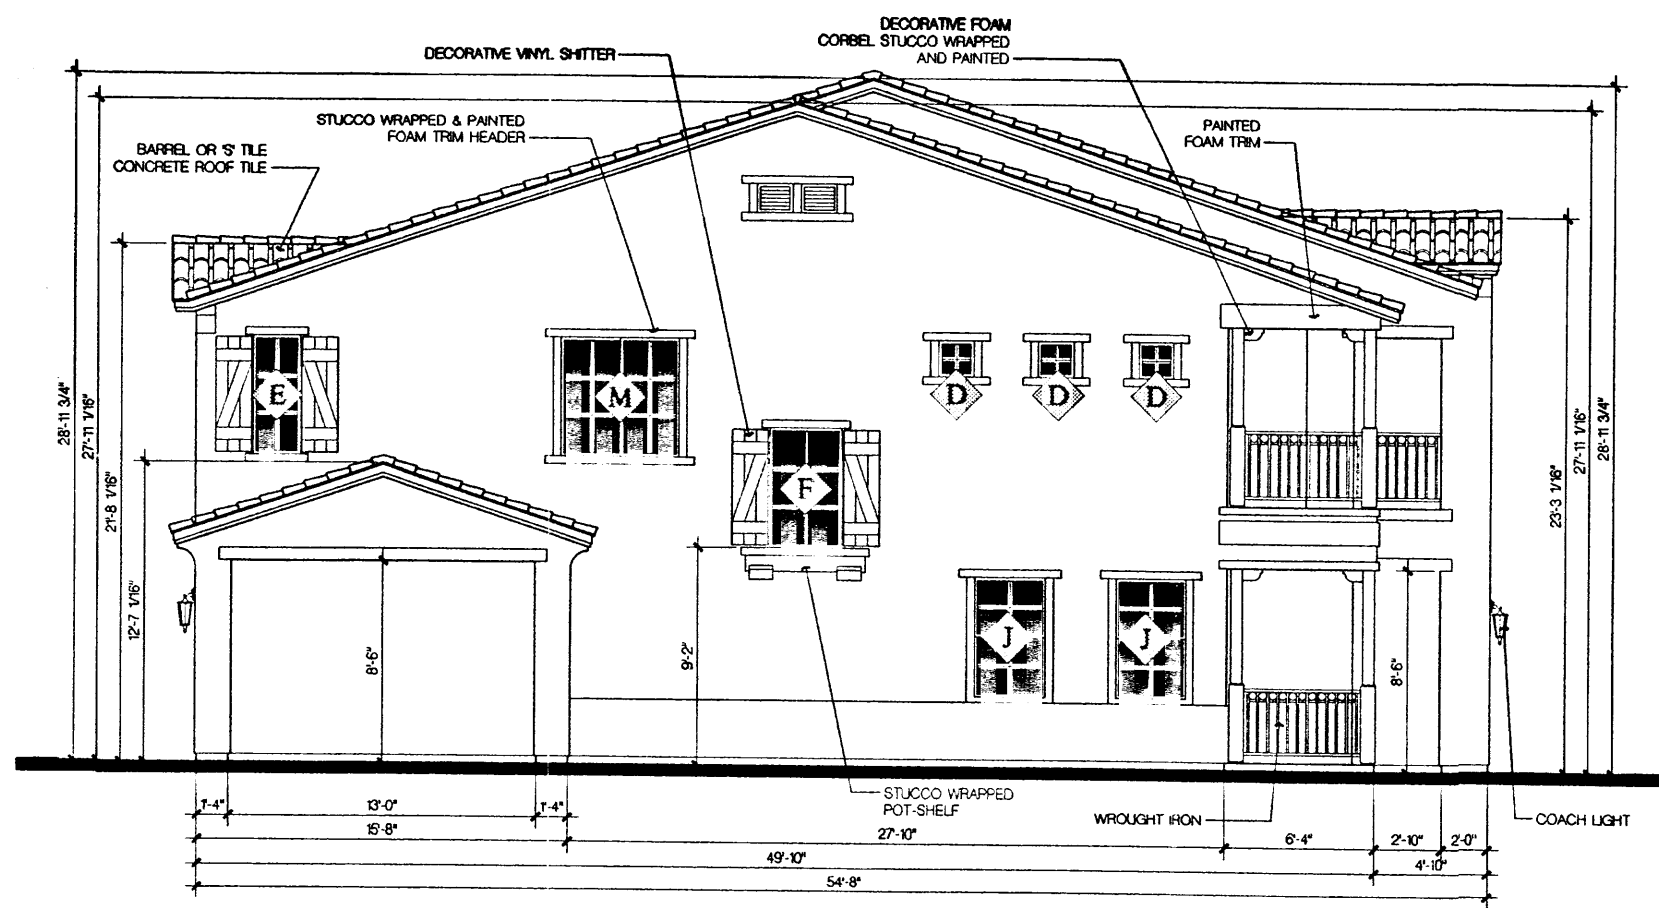 DECORATIVE FOAM
CORBEL STUCCO WRAPPED
AND PAINTED
DECORATIVE VINYL SHITTER
STUCCO WRAPPED & PAINTED
FOAM TRIM HEADER
PAINTED
FOAM TRIM
BARREL OR 'S' TILE
CONCRETE ROOF TILE
E
M
D
D
D
F
J
J
28'-11 3/4"
27'-11 1/16"
21'-8 1/16"
12'-7 1/16"
8'-6"
9'-2"
8'-6"
23'-3 1/16"
27'-11 1/16"
28'-11 3/4"
STUCCO WRAPPED
POT-SHELF
WROUGHT IRON
COACH LIGHT
1'-4"
13'-0"
1'-4"
15'-8"
27'-10"
6'-4"
2'-10"
2'-0"
49'-10"
4'-10"
54'-8"